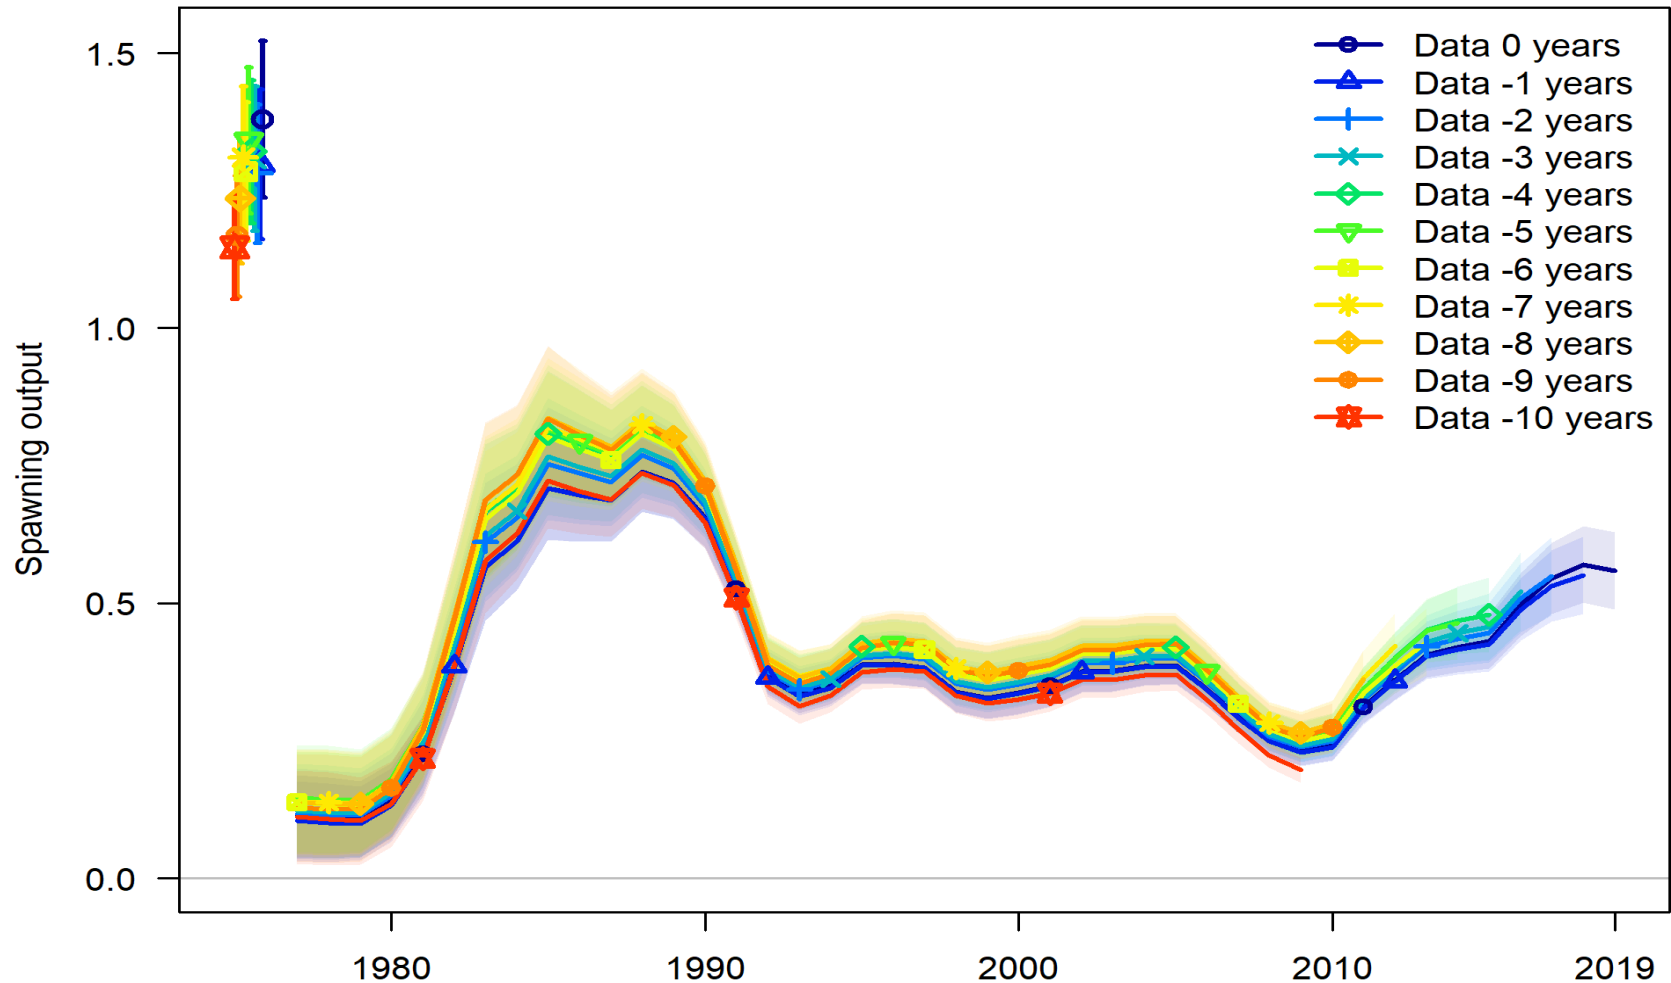 Spawning output
1.5
1.0
0.5
0.0
Data 0 years
Data -1 years
Data -2 years
Data -3 years
Data -4 years
Data -5 years
Data -6 years
Data -7 years
Data -8 years
Data -9 years
Data -10 years
1980 1990 2000 2010 2019